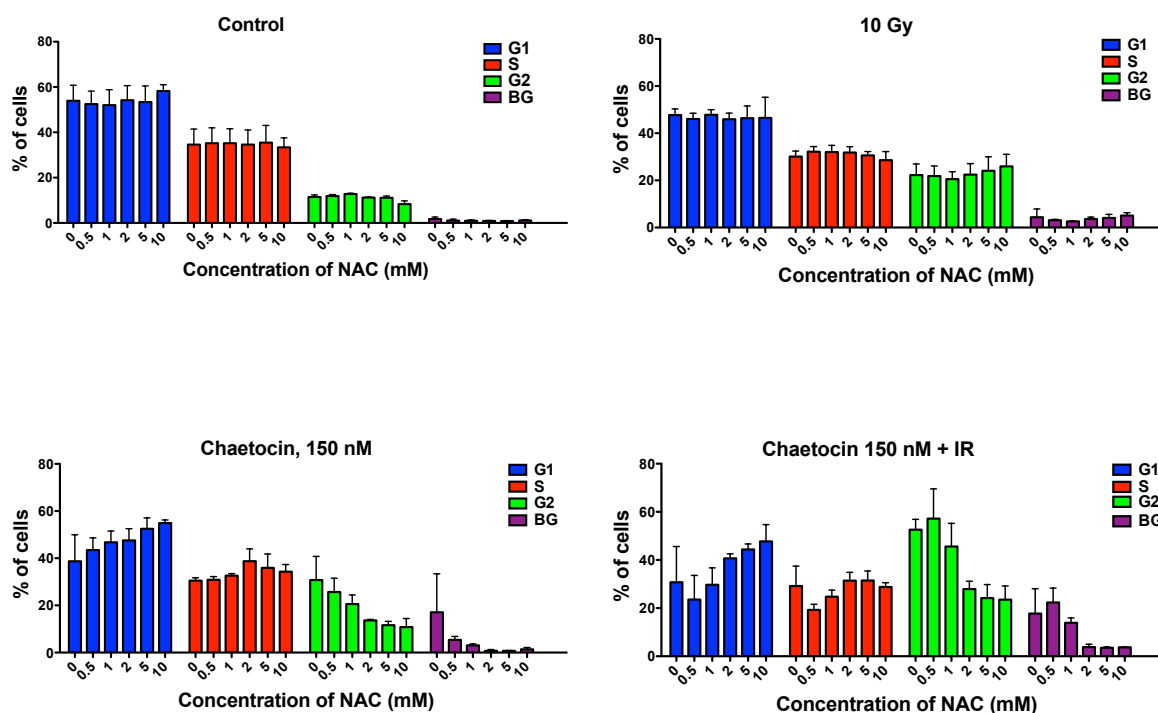 Control
80
60
40
20
0
% of cells
G1
S
G2
BG
0 0.5 1 2 5 10 0 0.5 1 2 5 10 0 0.5 1 2 5 10 0 0.5 1 2 5 10
Concentration of NAC (mM)
10 Gy
80
60
40
20
0
% of cells
G1
S
G2
BG
0 0.5 1 2 5 10 0 0.5 1 2 5 10 0 0.5 1 2 5 10 0 0.5 1 2 5 10
Concentration of NAC (mM)
Chaetocin, 150 nM
80
60
40
20
0
% of cells
G1
S
G2
BG
0 0.5 1 2 5 10 0 0.5 1 2 5 10 0 0.5 1 2 5 10 0 0.5 1 2 5 10
Concentration of NAC (mM)
Chaetocin 150 nM + IR
80
60
40
20
0
% of cells
G1
S
G2
BG
0 0.5 1 2 5 10 0 0.5 1 2 5 10 0 0.5 1 2 5 10 0 0.5 1 2 5 10
Concentration of NAC (mM)